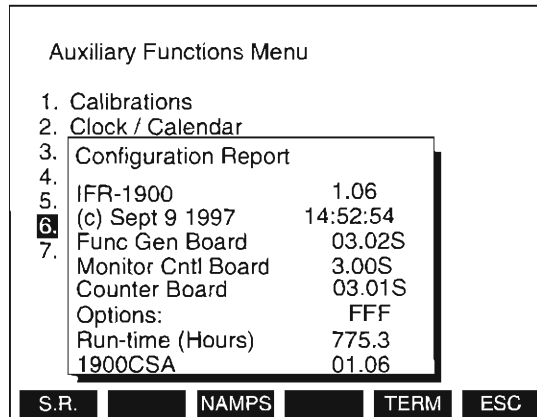 Auxiliary Functions Menu
1. Calibrations
2. Clock / Calendar
3.
4.
5.
6.
7.
Configuration Report
IFR-1900 1.06
(c) Sept 9 1997 14:52:54
Func Gen Board 03.02S
Monitor Cntl Board 3.00S
Counter Board 03.01S
Options: FFF
Run-time (Hours) 775.3
1900CSA 01.06
S.R. NAMPS TERM ESC